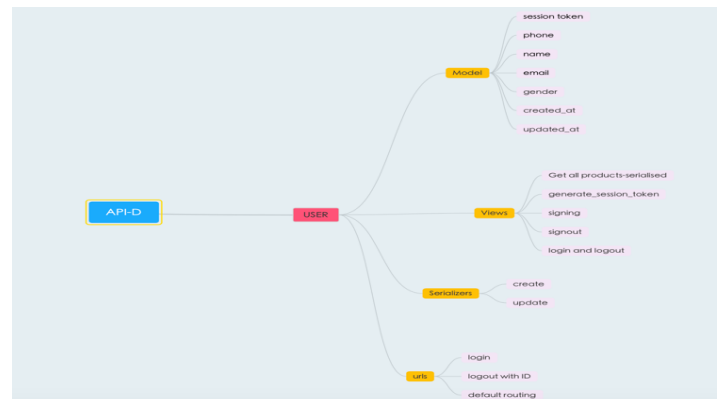 API-D
USER
Model
session token
phone
name
email
gender
created_at
updated_at
Views
Get all products-serialised
generate_session_token
signing
signout
login and logout
Serializers
create
update
urls
login
logout with ID
default routing